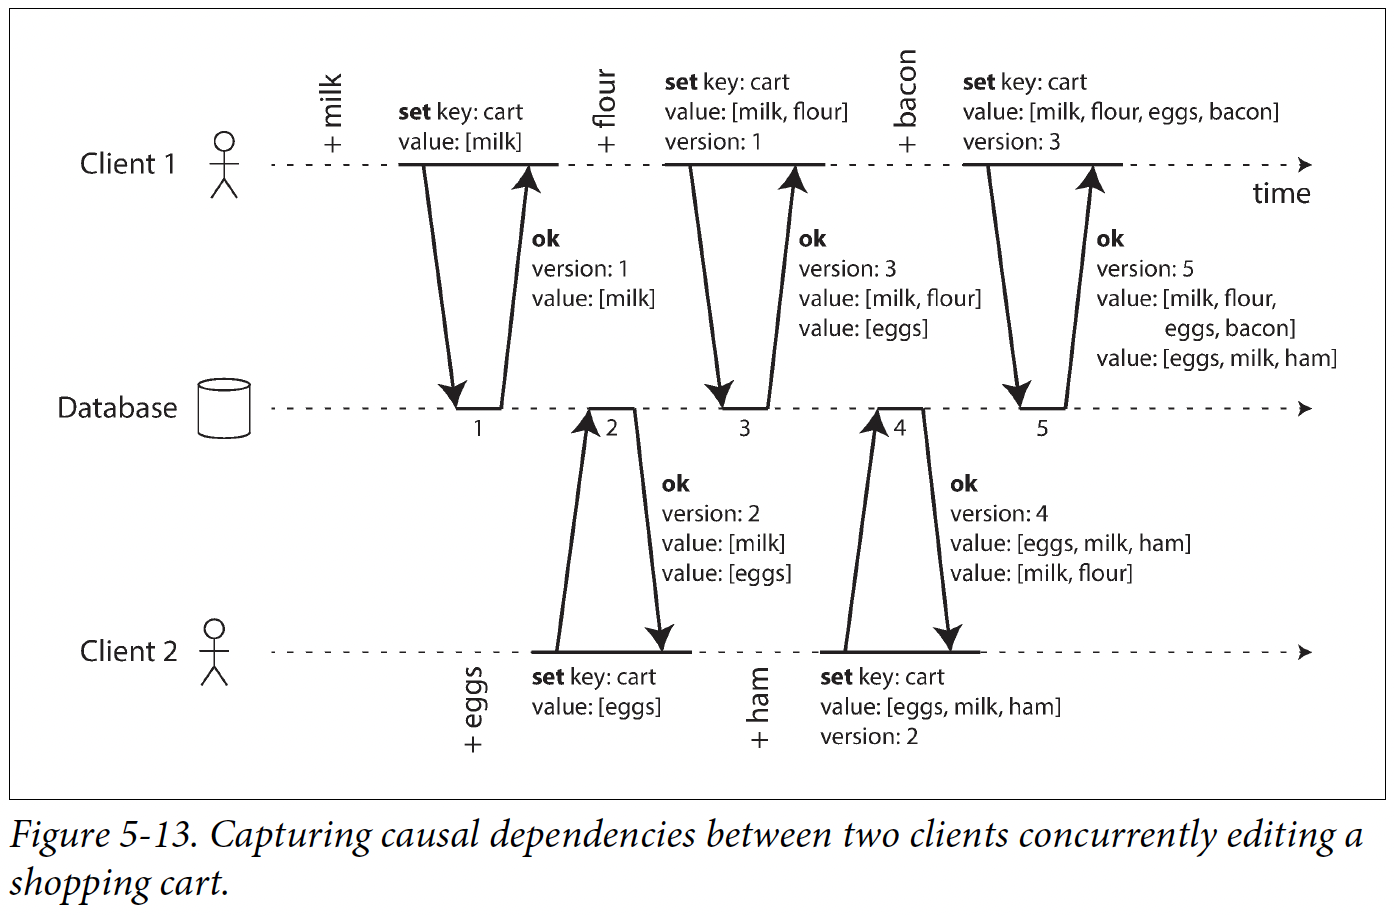 + milk
set key: cart
value: [milk]
+ flour
set key: cart
value: [milk, flour]
version: 1
+ bacon
set key: cart
value: [milk, flour, eggs, bacon]
version: 3
Client 1
time
ok
version: 1
value: [milk]
ok
version: 3
value: [milk, flour]
value: [eggs]
ok
version: 5
value: [milk, flour,
eggs, bacon]
value: [eggs, milk, ham]
Database
1
2
3
4
5
ok
version: 2
value: [milk]
value: [eggs]
ok
version: 4
value: [eggs, milk, ham]
value: [milk, flour]
Client 2
+ eggs
set key: cart
value: [eggs]
+ ham
set key: cart
value: [eggs, milk, ham]
version: 2
Figure 5-13. Capturing causal dependencies between two clients concurrently editing a
shopping cart.